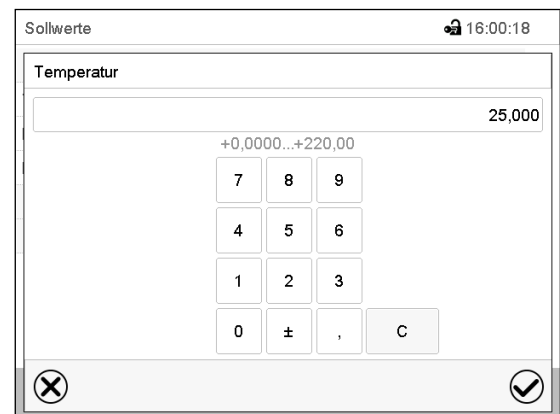 Sollwerte 16:00:18
Temperatur
25,000
+0,0000...+220,00
7 8 9
4 5 6
1 2 3
0 ± , C